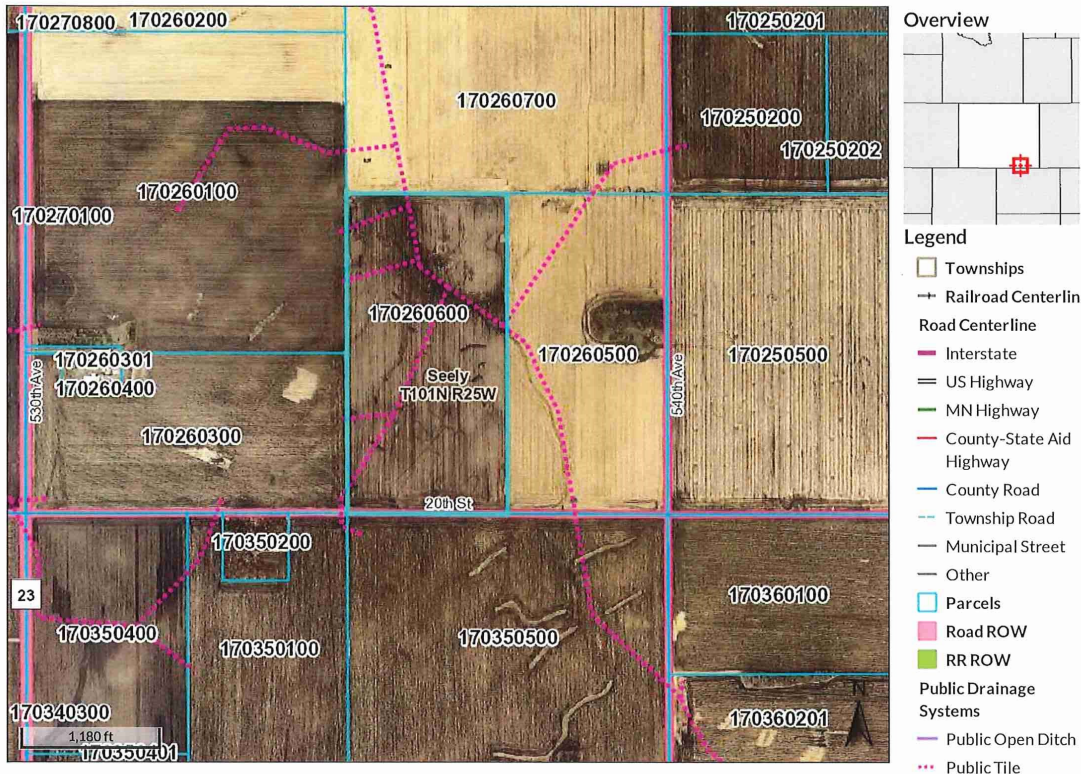 170270800
170260200
170250201
170260700
170250200
170250202
170260100
170270100
170260600
170260500
170250500
170260301
170260400
Seely
T101N R25W
170260300
530th Ave
540th Ave
20th St
170350200
23
170360100
170350400
170350100
170350500
170340300
170360201
N
1,180 ft
170350401
Overview
Legend
Townships
Railroad Centerlin
Road Centerline
Interstate
US Highway
MN Highway
County-State Aid
Highway
County Road
Township Road
Municipal Street
Other
Parcels
Road ROW
RR ROW
Public Drainage
Systems
Public Open Ditch
Public Tile